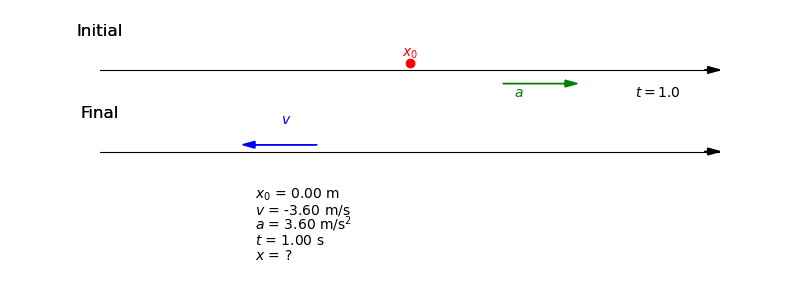 Initial
x₀
a
t = 1.0
Final
v
x₀ = 0.00 m
v = -3.60 m/s
a = 3.60 m/s²
t = 1.00 s
x = ?